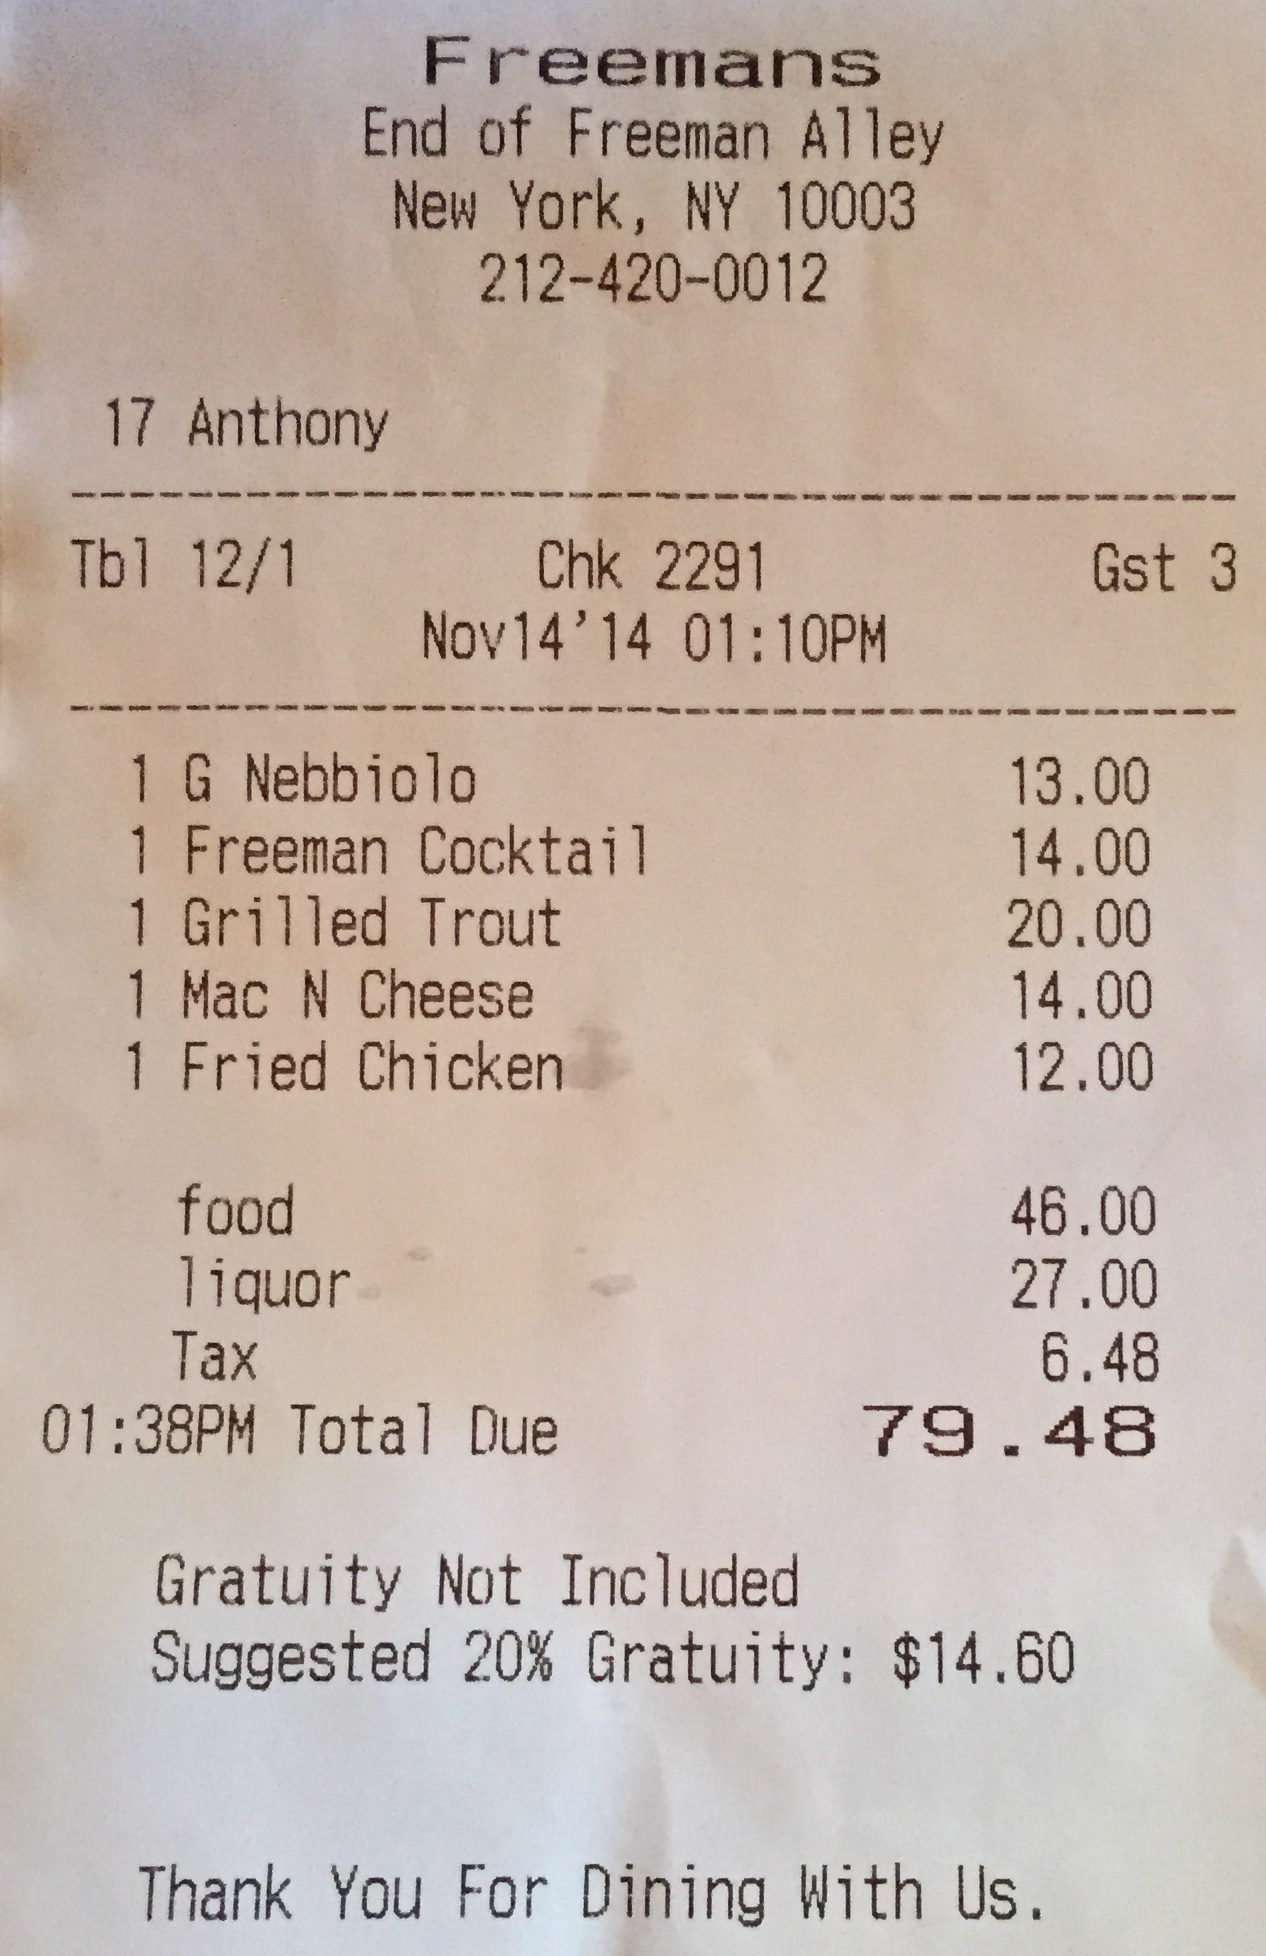 Freemans
End of Freeman Alley
New York, NY 10003
212-420-0012
17 Anthony
----------------------------------------
Tbl 12/1 Chk 2291 Gst 3
Nov14'14 01:10PM
----------------------------------------
1 G Nebbiolo 13.00
1 Freeman Cocktail 14.00
1 Grilled Trout 20.00
1 Mac N Cheese 14.00
1 Fried Chicken 12.00
food 46.00
liquor 27.00
Tax 6.48
01:38PM Total Due 79.48
Gratuity Not Included
Suggested 20% Gratuity: $14.60
Thank You For Dining With Us.